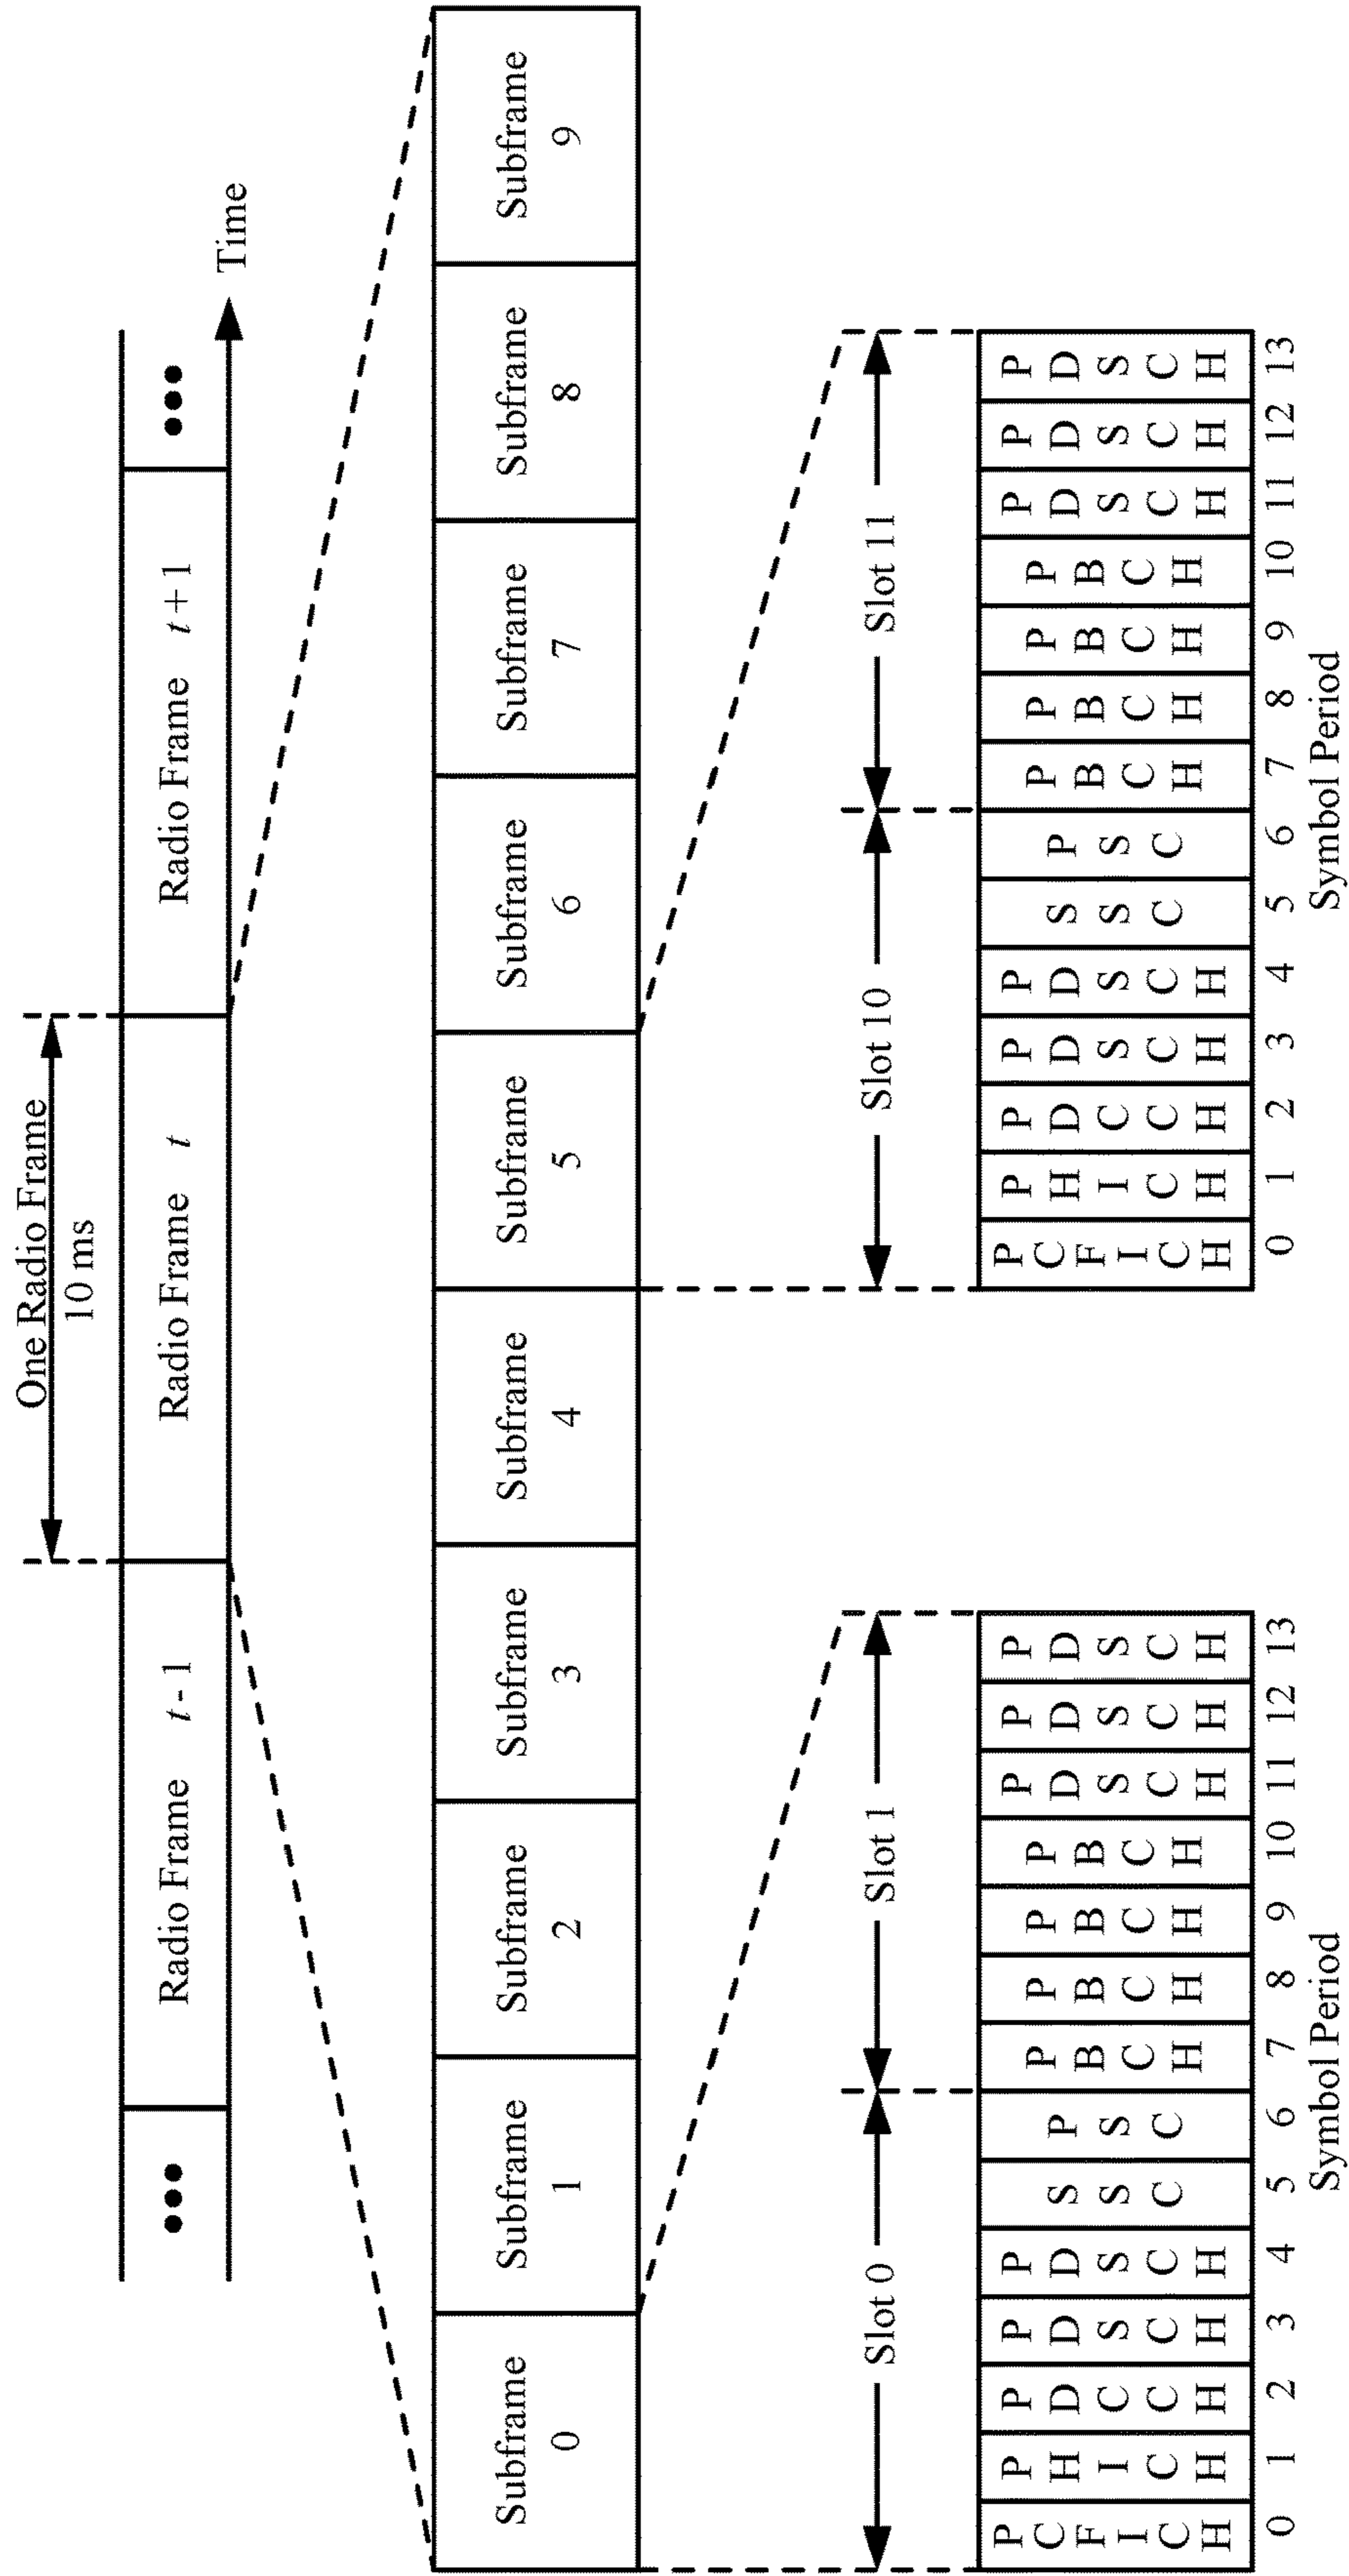 One Radio Frame
10 ms
Radio Frame t - 1
Radio Frame t
Radio Frame t + 1
Time
Subframe
0
Subframe
1
Subframe
2
Subframe
3
Subframe
4
Subframe
5
Subframe
6
Subframe
7
Subframe
8
Subframe
9
Slot 0
Slot 1
PCFICH
PHICH
PDCCH
PDSCH
PDSCH
SSC
PSC
PBCH
PBCH
PBCH
PBCH
PDSCH
PDSCH
PDSCH
0 1 2 3 4 5 6 7 8 9 10 11 12 13
Symbol Period
Slot 10
Slot 11
PCFICH
PHICH
PDCCH
PDSCH
PDSCH
SSC
PSC
PBCH
PBCH
PBCH
PBCH
PDSCH
PDSCH
PDSCH
0 1 2 3 4 5 6 7 8 9 10 11 12 13
Symbol Period